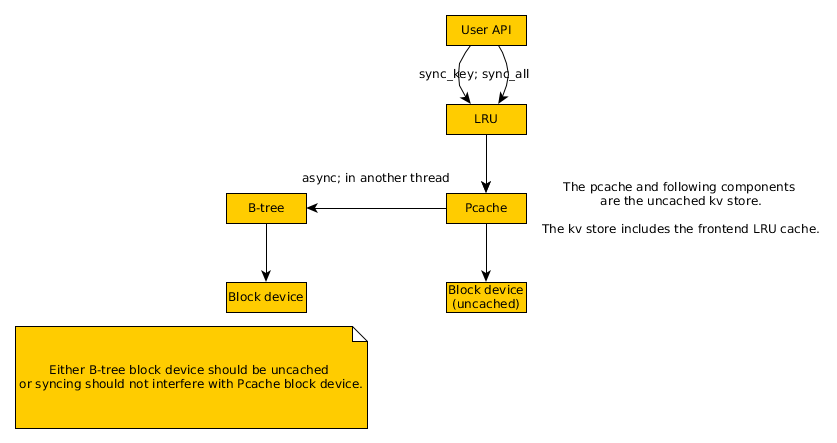 User API
sync_key; sync_all
LRU
async; in another thread
The pcache and following components
are the uncached kv store.
The kv store includes the frontend LRU cache.
B-tree
Pcache
Block device
Block device
(uncached)
Either B-tree block device should be uncached
or syncing should not interfere with Pcache block device.